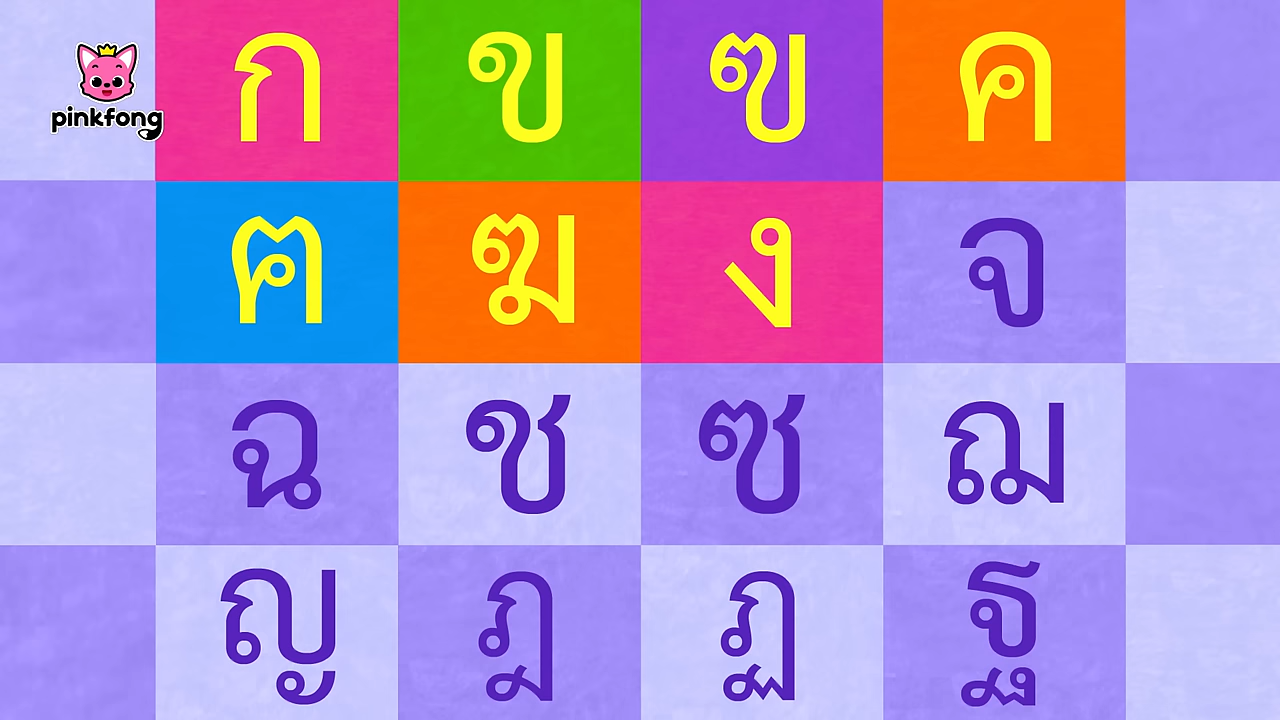 pinkfong
ก ข ฃ ค
ฅ ฆ ง จ
ฉ ช ซ ฌ
ญ ฎ ฏ ฐ